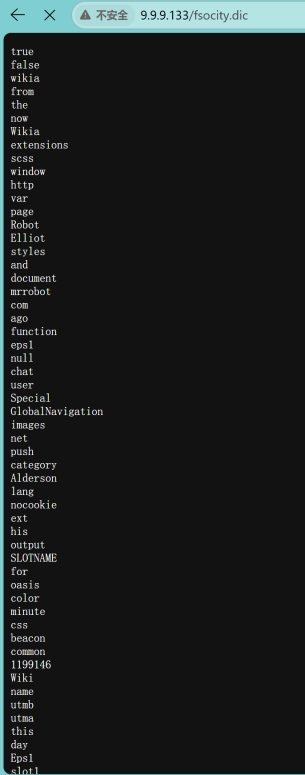 不安全 9.9.9.133/fsocity.dic
true
false
wikia
from
the
now
Wikia
extensions
scss
window
http
var
page
Robot
Elliot
styles
and
document
mrrobot
com
ago
function
eps1
null
chat
user
Special
GlobalNavigation
images
net
push
category
Alderson
lang
nocookie
ext
his
output
SLOTNAME
for
oasis
color
minute
css
beacon
common
1199146
Wiki
name
utmb
utma
this
day
Eps1
slot1